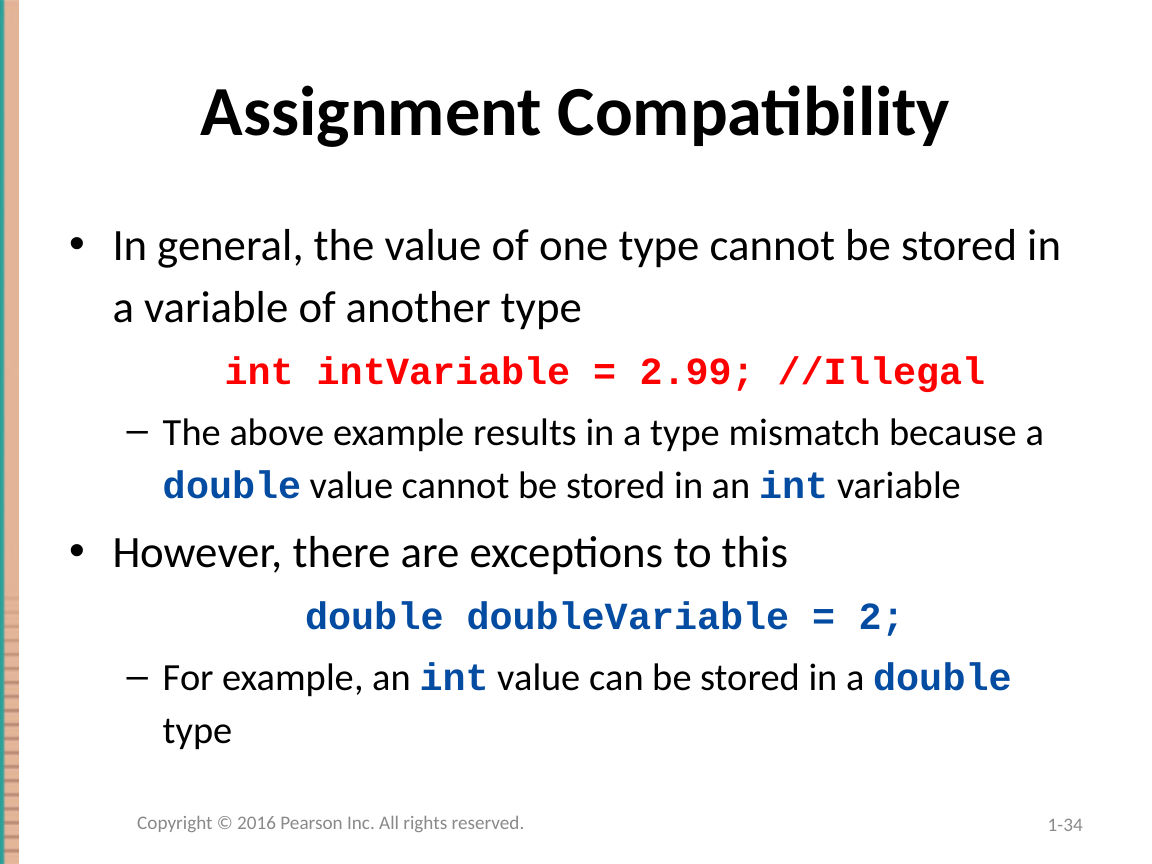 Assignment Compatibility
• In general, the value of one type cannot be stored in
a variable of another type
int intVariable = 2.99; //Illegal
– The above example results in a type mismatch because a
double value cannot be stored in an int variable
• However, there are exceptions to this
double doubleVariable = 2;
– For example, an int value can be stored in a double
type
Copyright © 2016 Pearson Inc. All rights reserved.
1-34